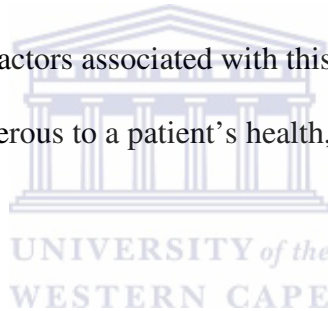 actors associated with this
erous to a patient's health,
UNIVERSITY of the
WESTERN CAPE